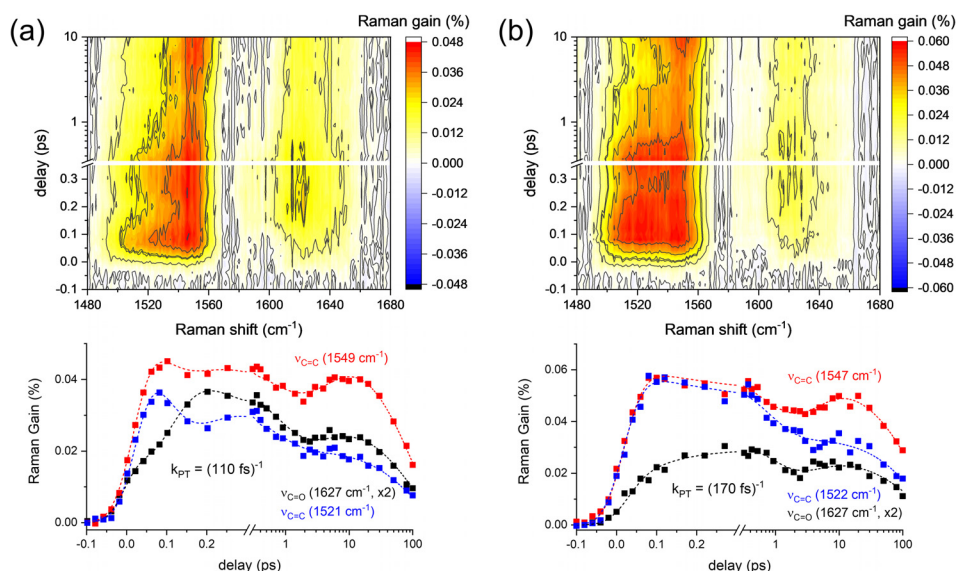 (a)
Raman gain (%)
10
1
0.3
0.2
0.1
0.0
-0.1
delay (ps)
1480 1520 1560 1600 1640 1680
Raman shift (cm⁻¹)
0.048
0.036
0.024
0.012
0.000
-0.012
-0.024
-0.036
-0.048
(b)
Raman gain (%)
10
1
0.3
0.2
0.1
0.0
-0.1
delay (ps)
1480 1520 1560 1600 1640 1680
Raman shift (cm⁻¹)
0.060
0.048
0.036
0.024
0.012
0.000
-0.012
-0.024
-0.036
-0.048
-0.060
Raman Gain (%)
0.04
0.02
0.00
νC=C (1549 cm⁻¹)
kPT = (110 fs)⁻¹
νC=O (1627 cm⁻¹, x2)
νC=C (1521 cm⁻¹)
-0.1 0.0 0.1 0.2 1 10 100
delay (ps)
Raman Gain (%)
0.06
0.04
0.02
0.00
νC=C (1547 cm⁻¹)
kPT = (170 fs)⁻¹
νC=C (1522 cm⁻¹)
νC=O (1627 cm⁻¹, x2)
-0.1 0.0 0.1 0.2 1 10 100
delay (ps)